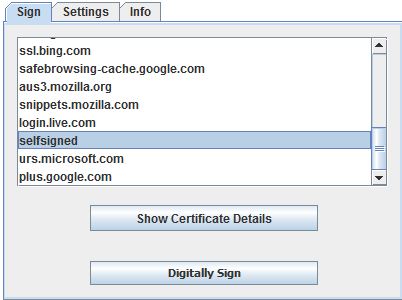 Sign Settings Info
ssl.bing.com
safebrowsing-cache.google.com
aus3.mozilla.org
snippets.mozilla.com
login.live.com
selfsigned
urs.microsoft.com
plus.google.com
Show Certificate Details
Digitally Sign